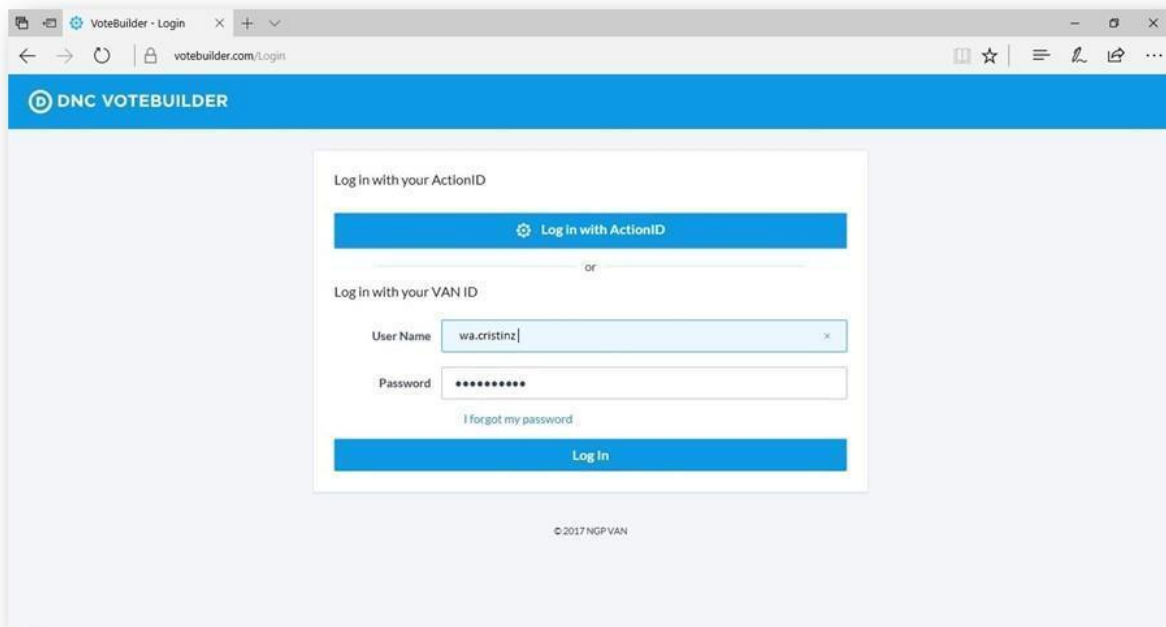 VoteBuilder - Login
votebuilder.com/Login
D DNC VOTEBUILDER
Log in with your ActionID
Log in with ActionID
or
Log in with your VAN ID
User Name wa.cristinz
Password ••••••••••
I forgot my password
Log In
© 2017 NGP VAN